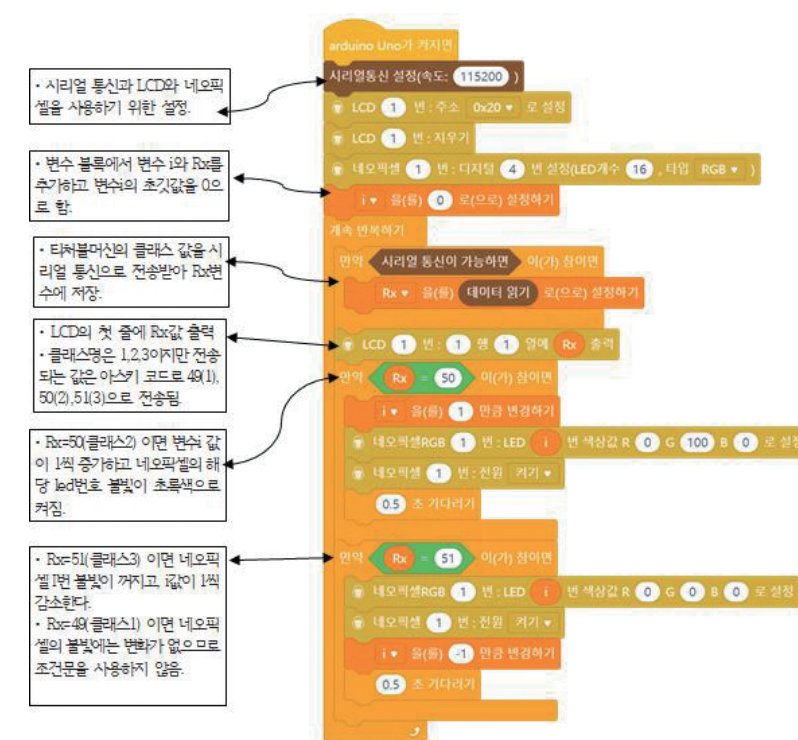 arduino Uno가 켜지면
· 시리얼 통신과 LCD와 네오픽
셀을 사용하기 위한 설정.
시리얼통신 설정(속도: 115200 )
LCD 1 번 : 주소 0x20 로 설정
LCD 1 번 : 지우기
네오픽셀 1 번 : 디지털 4 번 설정(LED개수 16 , 타입 RGB )
· 변수 블록에서 변수 i와 Rx를
추가하고 변수i의 초깃값을 0으
로 함.
i 을(를) 0 로(으로) 설정하기
계속 반복하기
· 티처블머신의 클래스 값을 시
리얼 통신으로 전송받아 Rx변
수에 저장.
만약 시리얼 통신이 가능하면 이(가) 참이면
Rx 을(를) 데이터 읽기 로(으로) 설정하기
· LCD의 첫 줄에 Rx값 출력
· 클래스명은 1,2,3이지만 전송
되는 값은 아스키 코드로 49(1),
50(2),51(3)으로 전송됨.
LCD 1 번 : 1 행 1 열에 Rx 출력
만약 Rx = 50 이(가) 참이면
· Rx=50(클래스2) 이면 변수i 값
이 1씩 증가하고 네오픽셀의 해
당 led번호 불빛이 초록색으로
켜짐.
i 을(를) 1 만큼 변경하기
네오픽셀RGB 1 번 : LED i 번 색상값 R 0 G 100 B 0 로 설정
네오픽셀 1 번 : 전원 켜기
0.5 초 기다리기
· Rx=51(클래스3) 이면 네오픽
셀 I번 불빛이 꺼지고, i값이 1씩
감소한다.
· Rx=49(클래스1) 이면 네오픽
셀의 불빛에는 변화가 없으므로
조건문을 사용하지 않음.
만약 Rx = 51 이(가) 참이면
네오픽셀RGB 1 번 : LED i 번 색상값 R 0 G 0 B 0 로 설정
네오픽셀 1 번 : 전원 켜기
i 을(를) -1 만큼 변경하기
0.5 초 기다리기